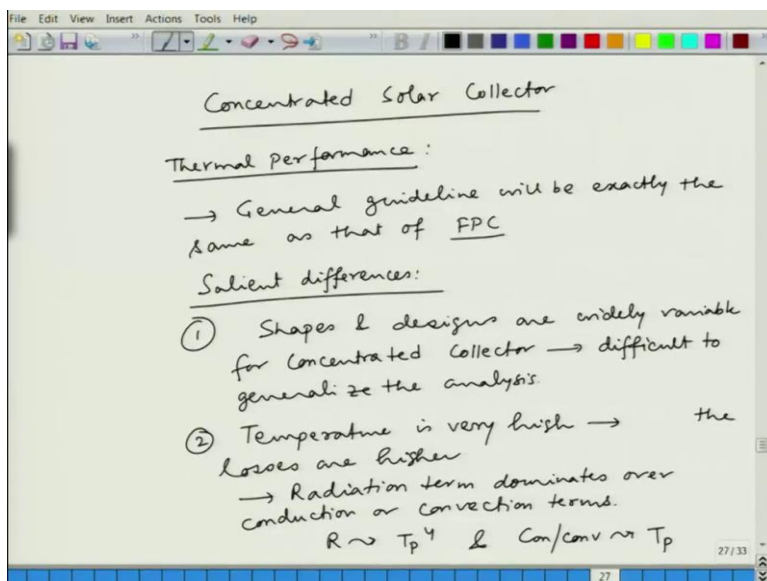 File Edit View Insert Actions Tools Help
Concentrated Solar Collector
Thermal Performance:
→ General guideline will be exactly the
same as that of FPC
Salient differences:
① Shapes & designs are widely variable
for Concentrated Collector → difficult to
generalize the analysis.
② Temperature is very high → the
losses are higher
→ Radiation term dominates over
conduction or convection terms.
R ~ Tp⁴ & Con/conv ~ Tp
27/33
27